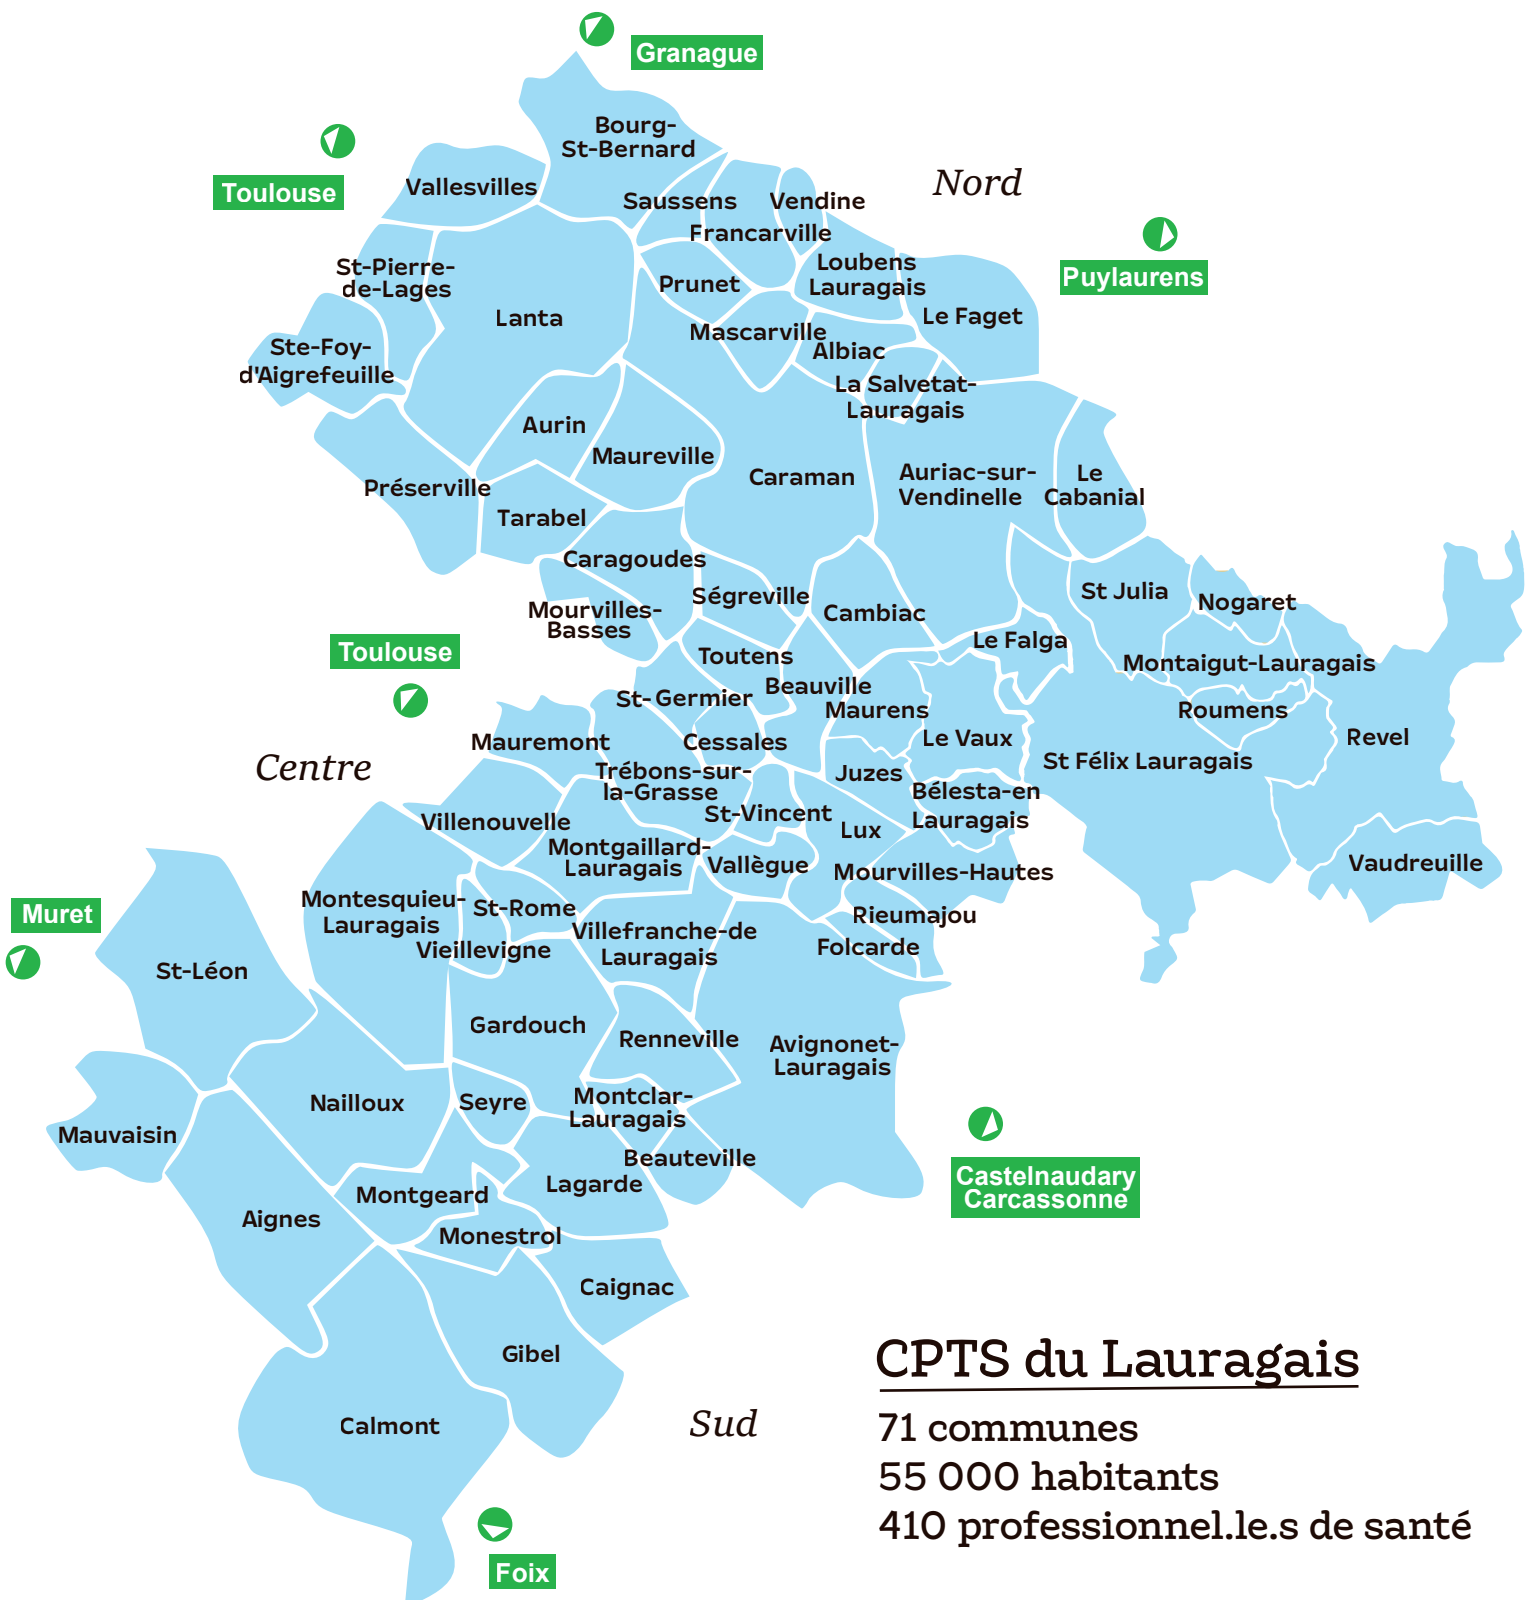 Granague
Bourg-
St-Bernard
Toulouse
Vallesvilles
Nord
Saussens
Vendine
Francarville
Puylaurens
St-Pierre-
de-Lages
Prunet
Loubens
Lauragais
Lanta
Le Faget
Mascarville
Albiac
Ste-Foy-
d'Aigrefeuille
La Salvetat-
Lauragais
Aurin
Maureville
Caraman
Auriac-sur-
Vendinelle
Le
Cabanial
Préserville
Tarabel
Caragoudes
Ségreville
St Julia
Nogaret
Mourvilles-
Basses
Cambiac
Le Falga
Toulouse
Toutens
Montaigut-Lauragais
St-Germier
Beauville
Maurens
Roumens
Mauremont
Cessales
Le Vaux
Revel
Centre
Trébons-sur-
la-Grasse
Juzes
St Félix Lauragais
Bélesta-en
Lauragais
St-Vincent
Villenouvelle
Lux
Montgaillard-
Lauragais
Vallègue
Mourvilles-Hautes
Vaudreuille
Montesquieu-
Lauragais
St-Rome
Muret
Rieumajou
Vieillevigne
Villefranche-de
Lauragais
Folcarde
St-Léon
Gardouch
Renneville
Avignonet-
Lauragais
Nailloux
Seyre
Montclar-
Lauragais
Mauvaisin
Beauteville
Castelnaudary
Carcassonne
Montgeard
Lagarde
Aignes
Monestrol
Caignac
Gibel
CPTS du Lauragais
Calmont
Sud
71 communes
55 000 habitants
410 professionnel.le.s de santé
Foix